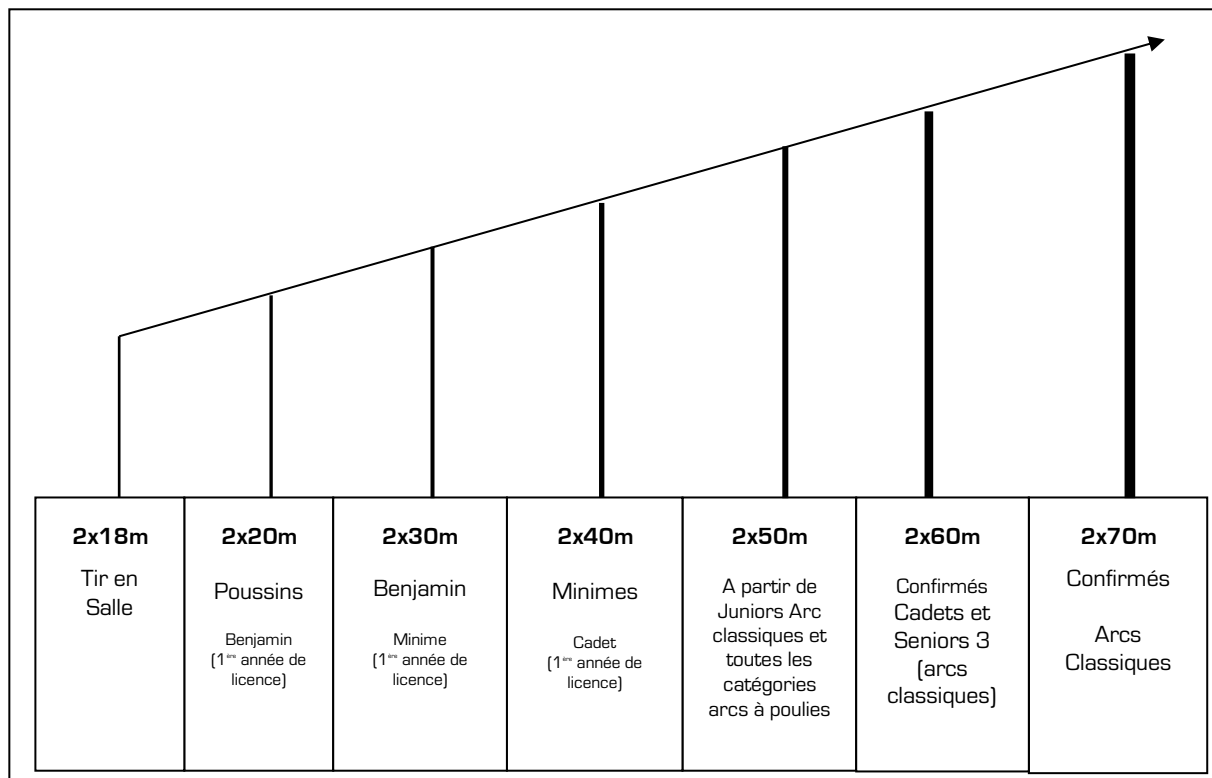 2x18m
Tir en
Salle
2x20m
Poussins
Benjamin
(1ère année de
licence)
2x30m
Benjamin
Minime
(1ère année de
licence)
2x40m
Minimes
Cadet
(1ère année de
licence)
2x50m
A partir de
Juniors Arc
classiques et
toutes les
catégories
arcs à poulies
2x60m
Confirmés
Cadets et
Seniors 3
(arcs
classiques)
2x70m
Confirmés
Arcs
Classiques